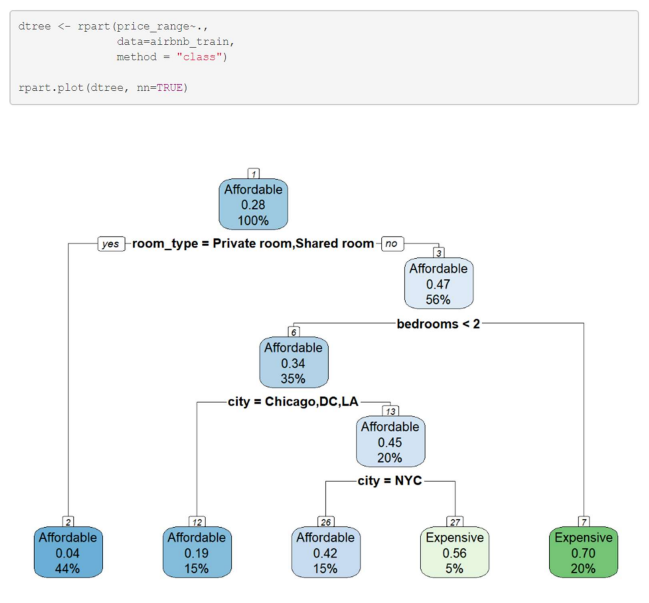 dtree <- rpart(price_range~.,
data=airbnb_train,
method = "class")
rpart.plot(dtree, nn=TRUE)
1
Affordable
0.28
100%
yes room_type = Private room,Shared room no
3
Affordable
0.47
56%
bedrooms < 2
6
Affordable
0.34
35%
city = Chicago,DC,LA
13
Affordable
0.45
20%
city = NYC
2
Affordable
0.04
44%
12
Affordable
0.19
15%
26
Affordable
0.42
15%
27
Expensive
0.56
5%
7
Expensive
0.70
20%